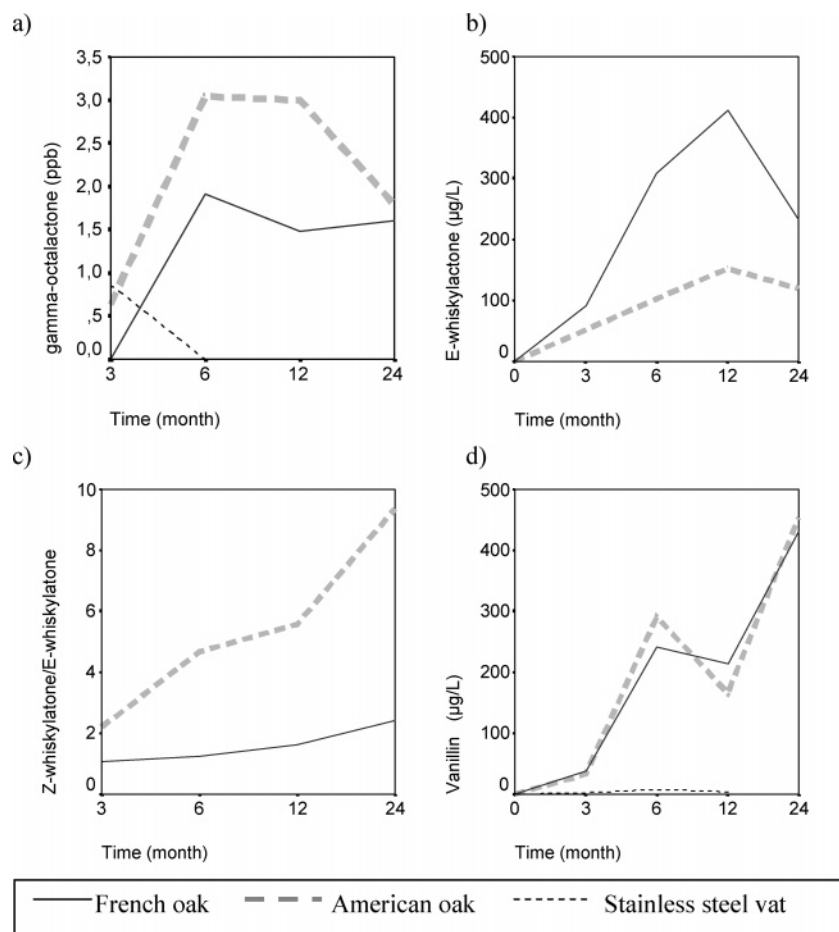 a)
3,5
3,0
2,5
2,0
1,5
1,0
,5
0,0
gamma-octalactone (ppb)
3 6 12 24
Time (month)
b)
500
400
300
200
100
0
E-whiskylactone (µg/L)
0 3 6 12 24
Time (month)
c)
10
8
6
4
2
0
Z-whiskylatone/E-whiskylatone
3 6 12 24
Time (month)
d)
500
400
300
200
100
0
Vanillin (µg/L)
0 3 6 12 24
Time (month)
French oak American oak Stainless steel vat